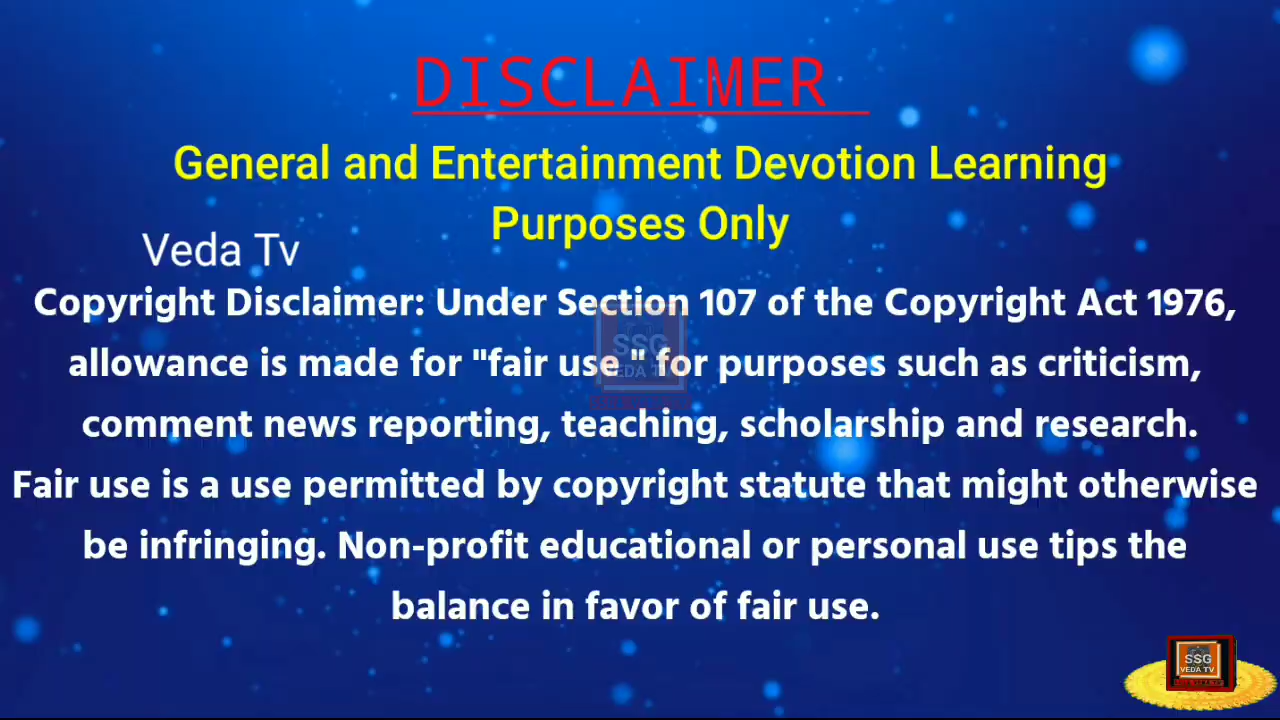 DISCLAIMER
General and Entertainment Devotion Learning
Purposes Only
Veda Tv
Copyright Disclaimer: Under Section 107 of the Copyright Act 1976,
allowance is made for "fair use " for purposes such as criticism,
comment news reporting, teaching, scholarship and research.
Fair use is a use permitted by copyright statute that might otherwise
be infringing. Non-profit educational or personal use tips the
balance in favor of fair use.
SSG
VEDA TV
SSG
VEDA TV